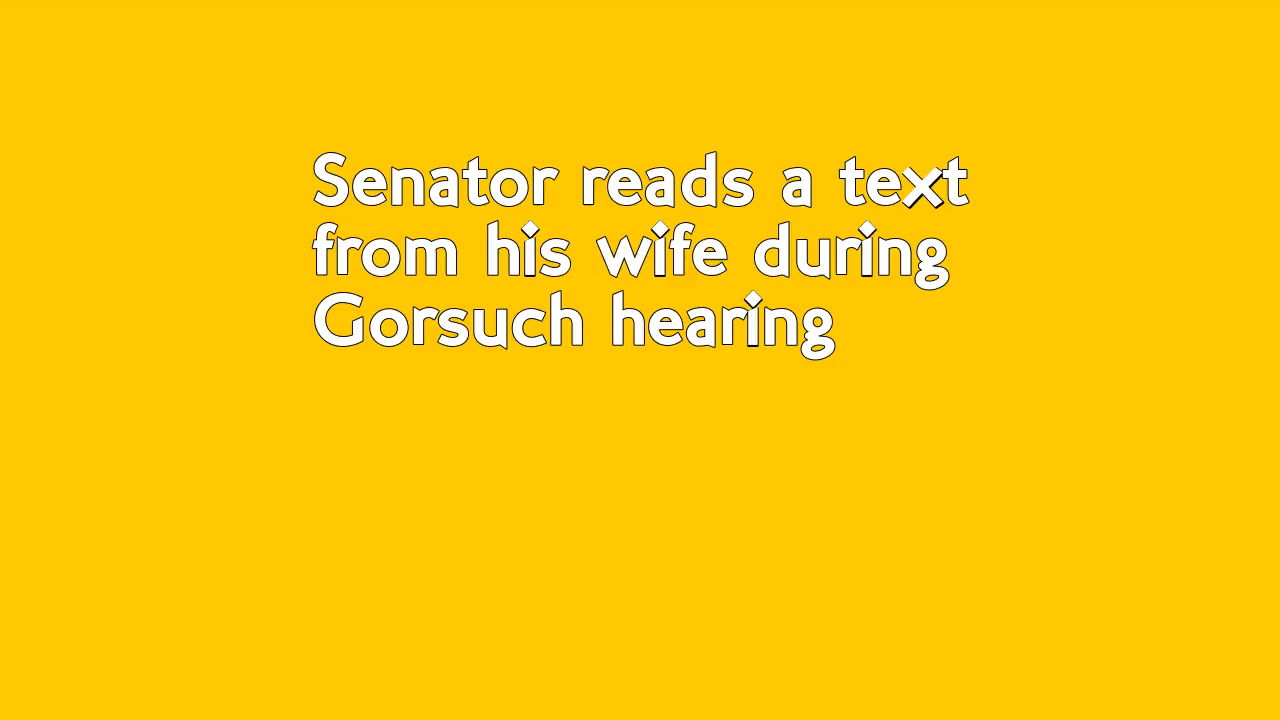 Senator reads a text
from his wife during
Gorsuch hearing